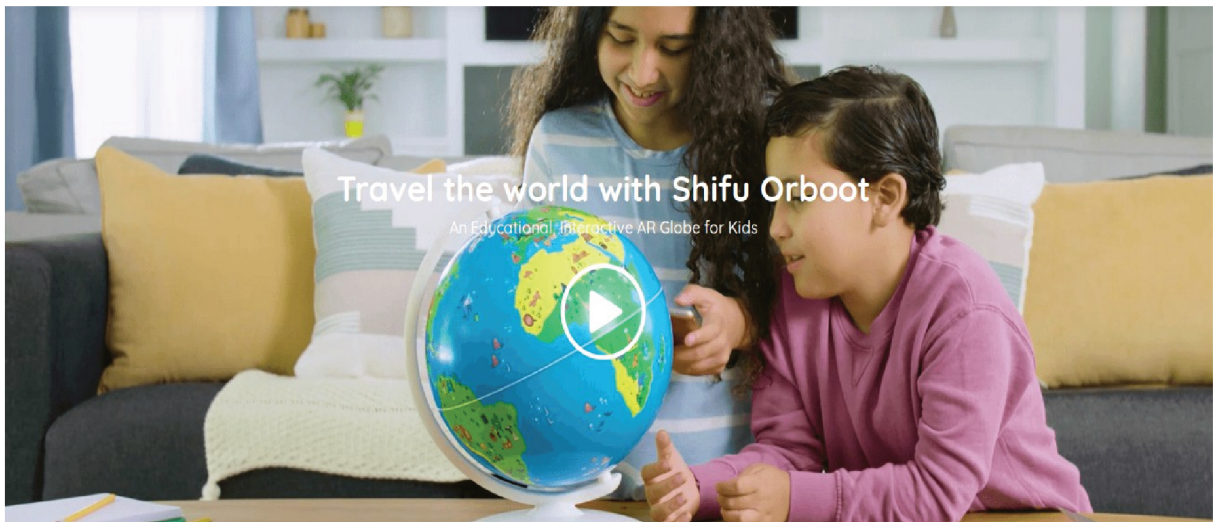 Travel the world with Shifu Orboot
An Educational, Interactive AR Globe for Kids